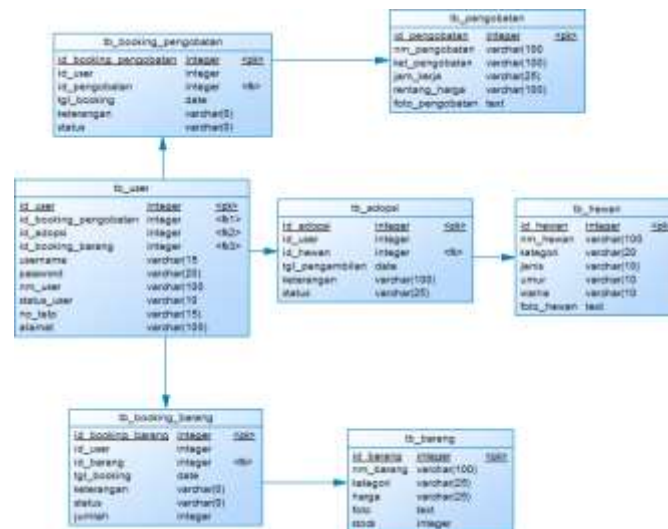 tb_pengobatan
id_pengobatan integer <pk>
nm_pengobatan varchar(100
ket_pengobatan varchar(100)
jam_kerja varchar(25)
rentang_harga varchar(100)
foto_pengobatan text
tb_booking_pengobatan
id_booking_pengobatan integer <pk>
id_user integer
id_pengobatan integer <fk>
tgl_booking date
keterangan varchar(0)
status varchar(0)
tb_user
id_user integer <pk>
id_booking_pengobatan integer <fk1>
id_adopsi integer <fk2>
id_booking_barang integer <fk3>
username varchar(15
password varchar(20)
nm_user varchar(100
status_user varchar(10
no_telp varchar(15)
alamat varchar(100)
tb_adopsi
id_adopsi integer <pk>
id_user integer
id_hewan integer <fk>
tgl_pengambilan date
keterangan varchar(100)
status varchar(25)
tb_hewan
id_hewan integer <pk>
nm_hewan varchar(100
kategori varchar(20
jenis varchar(10)
umur varchar(10
warna varchar(10
foto_hewan text
tb_booking_barang
id_booking_barang integer <pk>
id_user integer
id_barang integer <fk>
tgl_booking date
keterangan varchar(0)
status varchar(0)
jumlah integer
tb_barang
id_barang integer <pk>
nm_barang varchar(100)
kategori varchar(25)
harga varchar(25)
foto text
stock integer